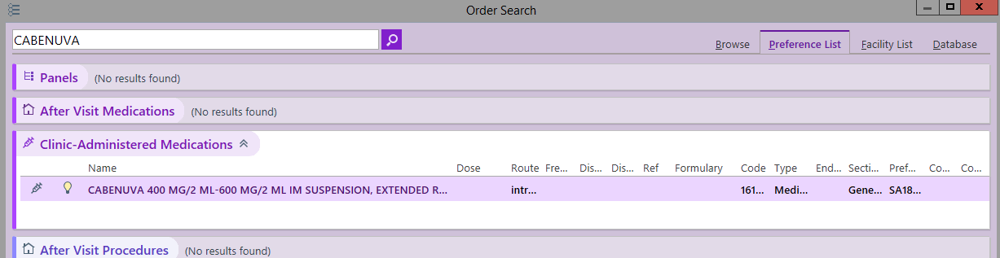 Order Search
CABENUVA
Browse Preference List Facility List Database
Panels (No results found)
After Visit Medications (No results found)
Clinic-Administered Medications
Name Dose Route Fre... Dis... Dis... Ref Formulary Code Type End... Secti... Pref... Co... Co...
CABENUVA 400 MG/2 ML-600 MG/2 ML IM SUSPENSION, EXTENDED R... intr... 161... Medi... Gene... SA18...
After Visit Procedures (No results found)